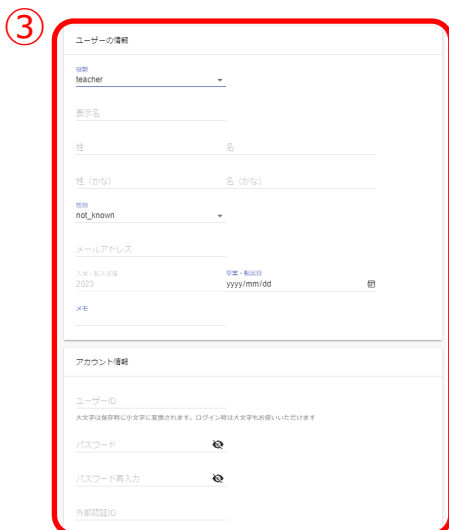 ③
ユーザーの情報
役割
teacher
表示名
姓 名
姓（かな） 名（かな）
性別
not_known
メールアドレス
入学・転入年度 卒業・転出日
2023 yyyy/mm/dd
メモ
アカウント情報
ユーザーID
大文字は保存時に小文字に変換されます。ログイン時は大文字もお使いいただけます
パスワード
パスワード再入力
外部認証ID